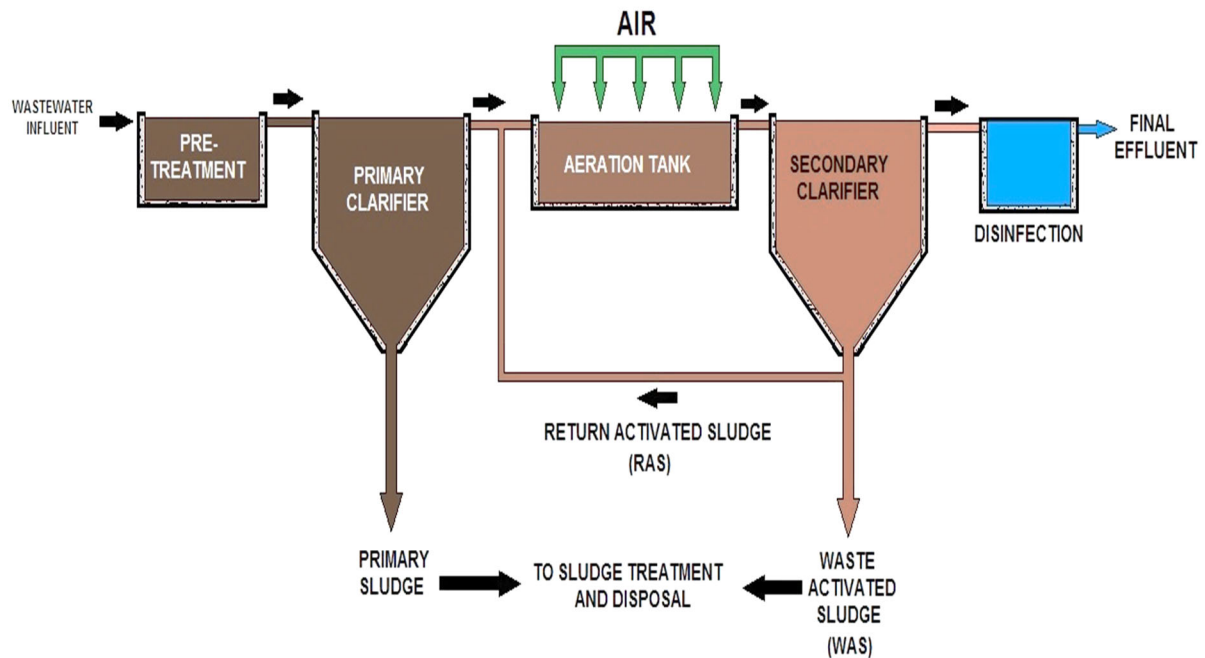 AIR
WASTEWATER
INFLUENT
PRE-
TREATMENT
PRIMARY
CLARIFIER
AERATION TANK
SECONDARY
CLARIFIER
FINAL
EFFLUENT
DISINFECTION
RETURN ACTIVATED SLUDGE
(RAS)
PRIMARY
SLUDGE
TO SLUDGE TREATMENT
AND DISPOSAL
WASTE
ACTIVATED
SLUDGE
(WAS)